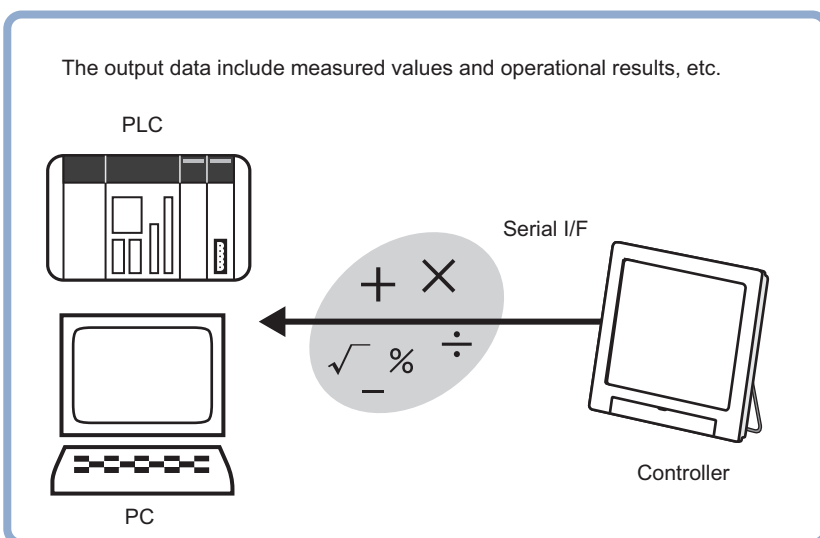 The output data include measured values and operational results, etc.
PLC
Serial I/F
+ ×
√ % ÷
−
Controller
PC